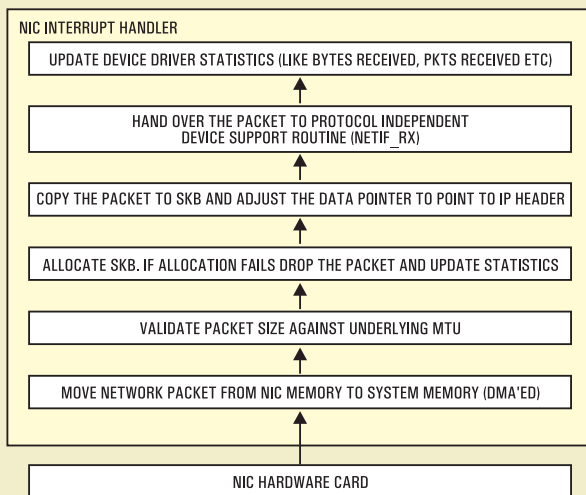 NIC INTERRUPT HANDLER
UPDATE DEVICE DRIVER STATISTICS (LIKE BYTES RECEIVED, PKTS RECEIVED ETC)
HAND OVER THE PACKET TO PROTOCOL INDEPENDENT
DEVICE SUPPORT ROUTINE (NETIF_RX)
COPY THE PACKET TO SKB AND ADJUST THE DATA POINTER TO POINT TO IP HEADER
ALLOCATE SKB. IF ALLOCATION FAILS DROP THE PACKET AND UPDATE STATISTICS
VALIDATE PACKET SIZE AGAINST UNDERLYING MTU
MOVE NETWORK PACKET FROM NIC MEMORY TO SYSTEM MEMORY (DMA'ED)
NIC HARDWARE CARD